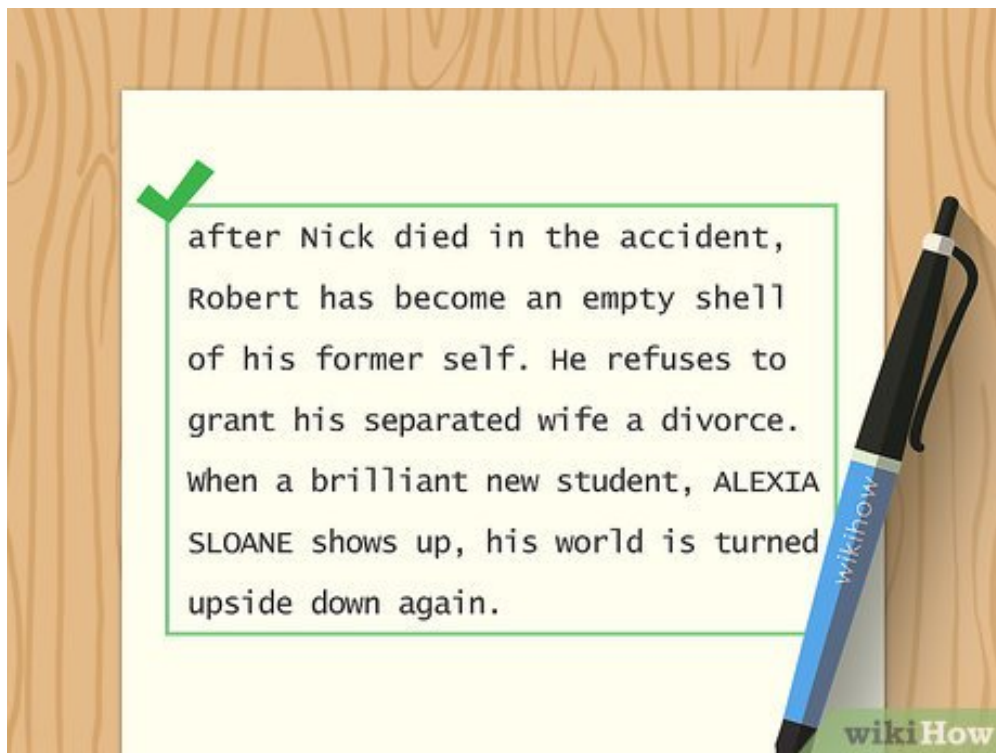 after Nick died in the accident,
Robert has become an empty shell
of his former self. He refuses to
grant his separated wife a divorce.
When a brilliant new student, ALEXIA
SLOANE shows up, his world is turned
upside down again.
wikihow
wikiHow